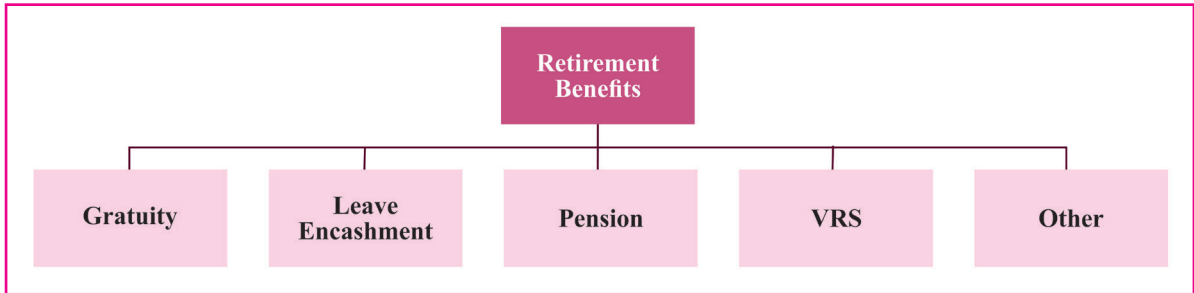 Retirement
Benefits
Gratuity
Leave
Encashment
Pension
VRS
Other